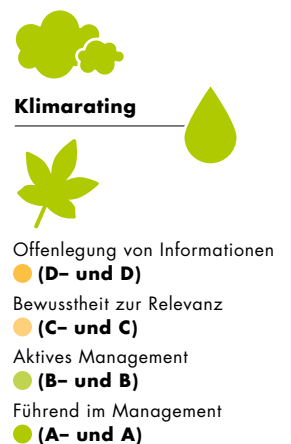 Klimarating
Offenlegung von Informationen
(D– und D)
Bewusstheit zur Relevanz
(C– und C)
Aktives Management
(B– und B)
Führend im Management
(A– und A)